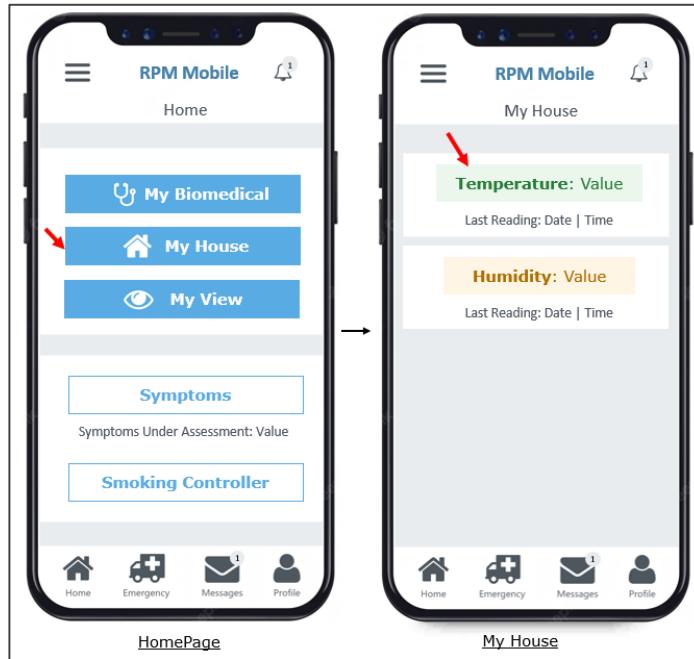 RPM Mobile
1
Home
My Biomedical
My House
My View
Symptoms
Symptoms Under Assessment: Value
Smoking Controller
Home
Emergency
Messages
1
Profile
HomePage
RPM Mobile
1
My House
Temperature: Value
Last Reading: Date | Time
Humidity: Value
Last Reading: Date | Time
Home
Emergency
Messages
1
Profile
My House